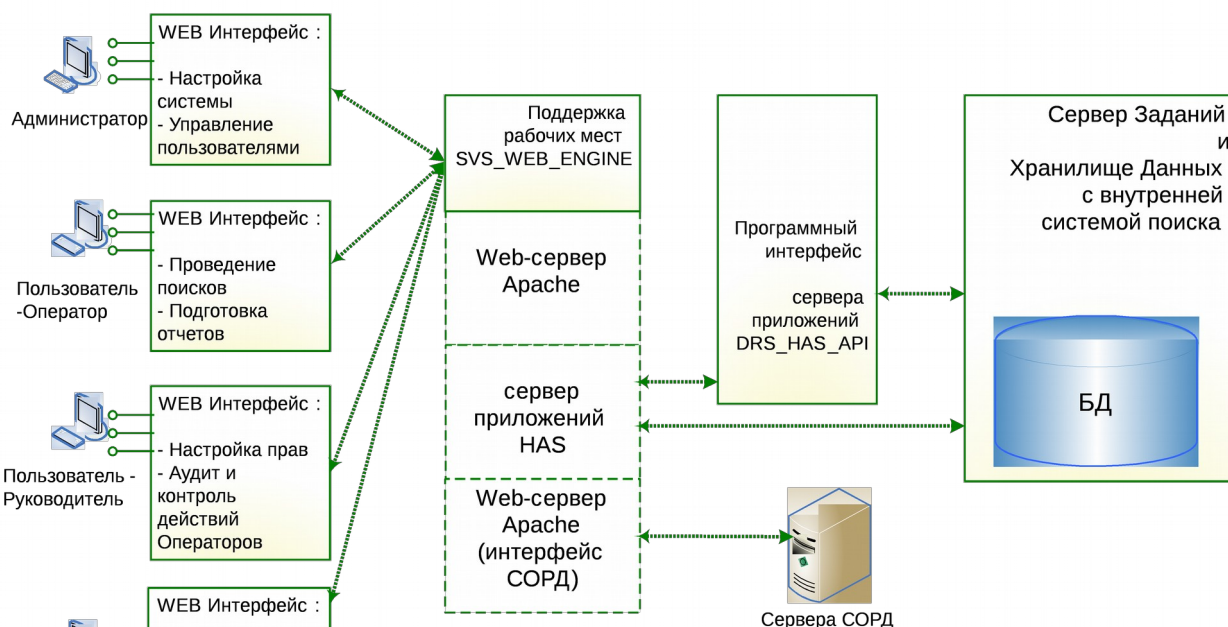 WEB Интерфейс :
- Настройка
системы
- Управление
пользователями
Администратор
WEB Интерфейс :
- Проведение
поисков
- Подготовка
отчетов
Пользователь
-Оператор
WEB Интерфейс :
- Настройка прав
- Аудит и
контроль
действий
Операторов
Пользователь -
Руководитель
WEB Интерфейс :
Поддержка
рабочих мест
SVS_WEB_ENGINE
Web-сервер
Apache
сервер
приложений
HAS
Web-сервер
Apache
(интерфейс
СОРД)
Программный
интерфейс
сервера
приложений
DRS_HAS_API
Сервер Заданий
и
Хранилище Данных
с внутренней
системой поиска
БД
Сервера СОРД